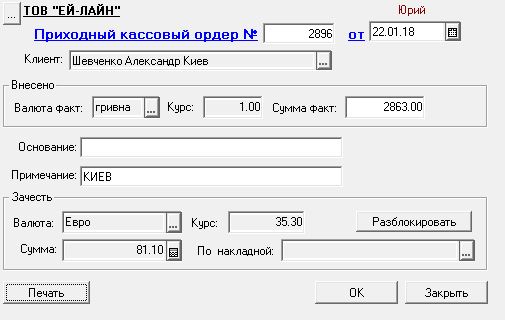 ... ТОВ "ЕЙ-ЛАЙН" Юрий
Приходный кассовый ордер № 2896 от 22.01.18
Клиент: Шевченко Александр Киев ...
Внесено
Валюта факт: гривна ... Курс: 1.00 Сумма факт: 2863.00
Основание:
Примечание: КИЕВ
Зачесть
Валюта: Евро ... Курс: 35.30 Разблокировать
Сумма: 81.10 По накладной: ...
Печать ОК Закрыть